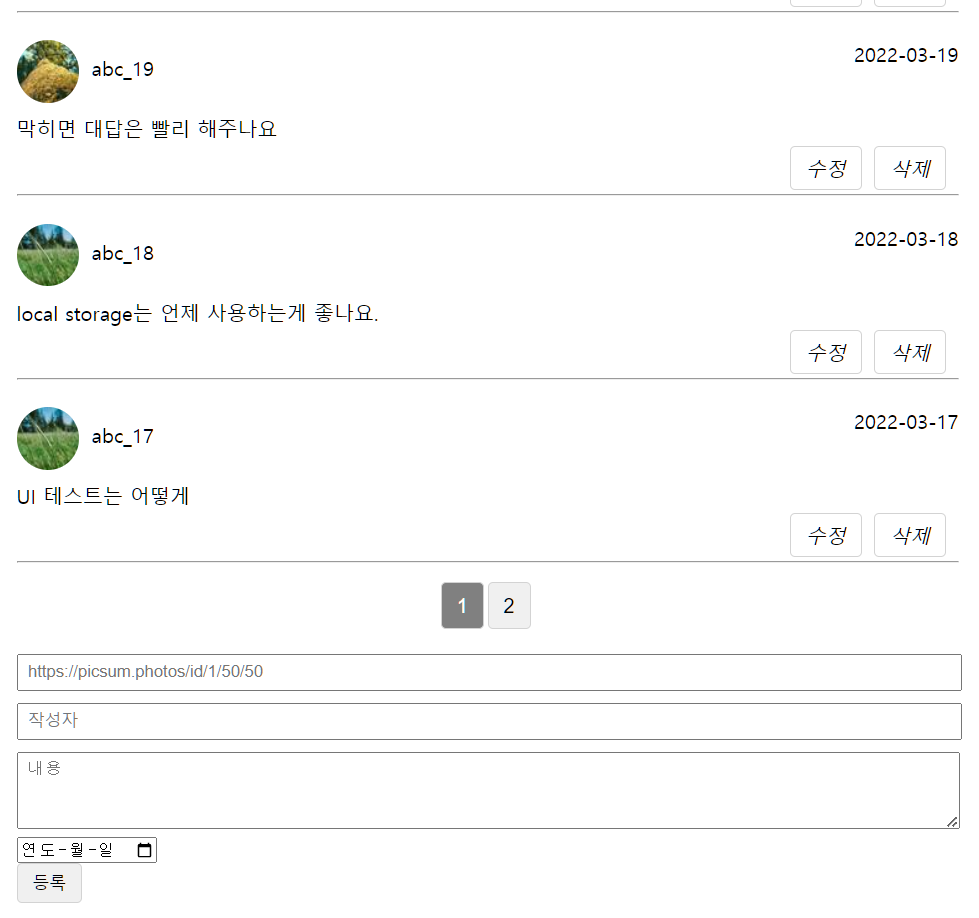 abc_19
2022-03-19
막히면 대답은 빨리 해주나요
수정 삭제
abc_18
2022-03-18
local storage는 언제 사용하는게 좋나요.
수정 삭제
abc_17
2022-03-17
UI 테스트는 어떻게
수정 삭제
1 2
https://picsum.photos/id/1/50/50
작성자
내용
연도-월-일
등록